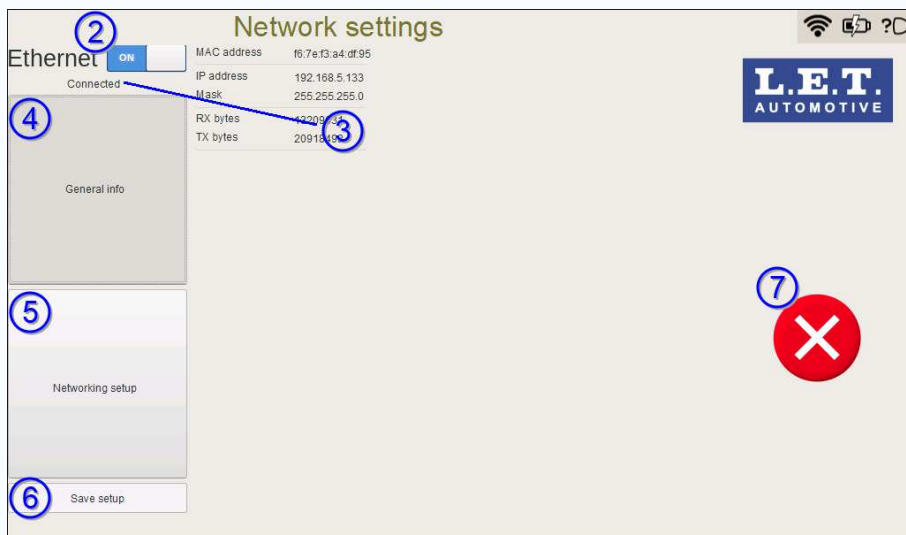 Network settings
2
Ethernet ON
Connected
MAC address f6:7e:f3:a4:df:95
IP address 192.168.5.133
Mask 255.255.255.0
RX bytes
TX bytes
3
L.E.T.
AUTOMOTIVE
4
General info
5
Networking setup
6
Save setup
7